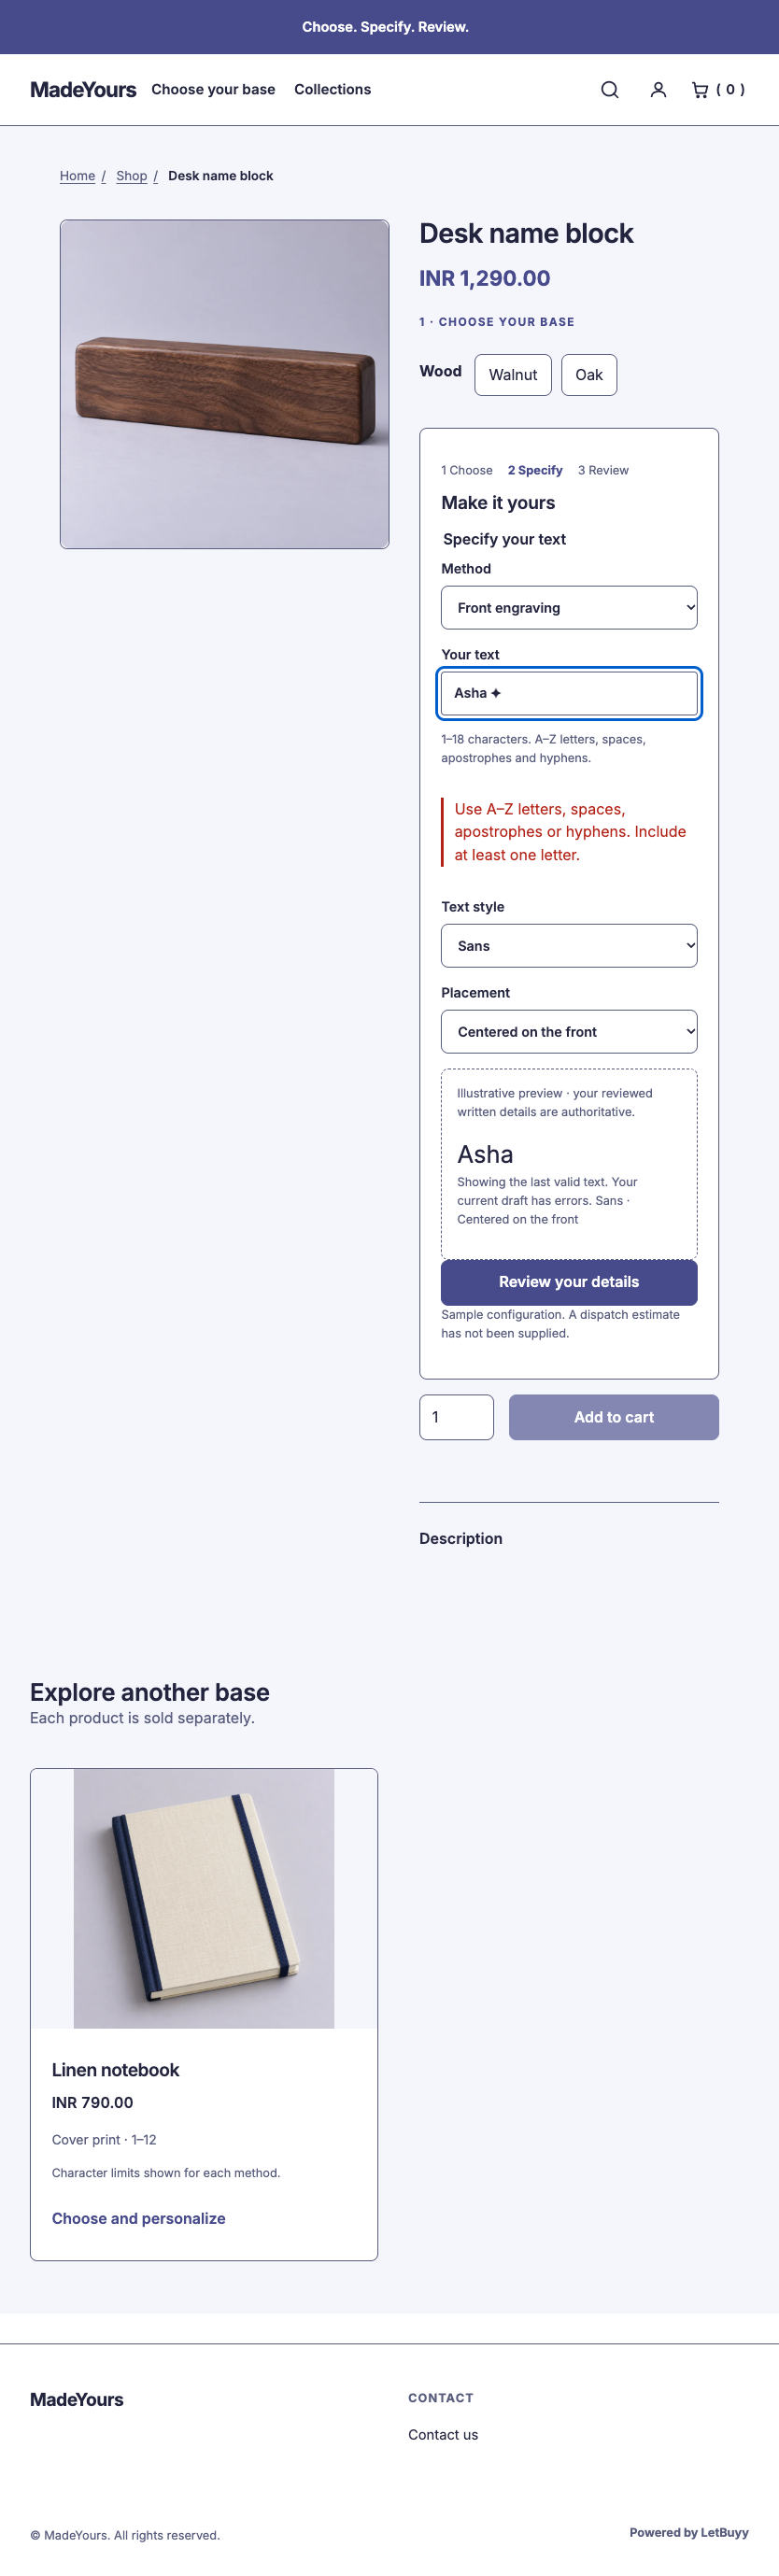 Choose. Specify. Review.
MadeYours Choose your base Collections ( 0 )
Home / Shop / Desk name block
Desk name block
INR 1,290.00
1 · CHOOSE YOUR BASE
Wood Walnut Oak
1 Choose 2 Specify 3 Review
Make it yours
Specify your text
Method
Front engraving
Your text
Asha ✦
1–18 characters. A–Z letters, spaces,
apostrophes and hyphens.
Use A–Z letters, spaces,
apostrophes or hyphens. Include
at least one letter.
Text style
Sans
Placement
Centered on the front
Illustrative preview · your reviewed
written details are authoritative.
Asha
Showing the last valid text. Your
current draft has errors. Sans ·
Centered on the front
Review your details
Sample configuration. A dispatch estimate
has not been supplied.
1 Add to cart
Description
Explore another base
Each product is sold separately.
Linen notebook
INR 790.00
Cover print · 1–12
Character limits shown for each method.
Choose and personalize
MadeYours
CONTACT
Contact us
© MadeYours. All rights reserved.
Powered by LetBuyy